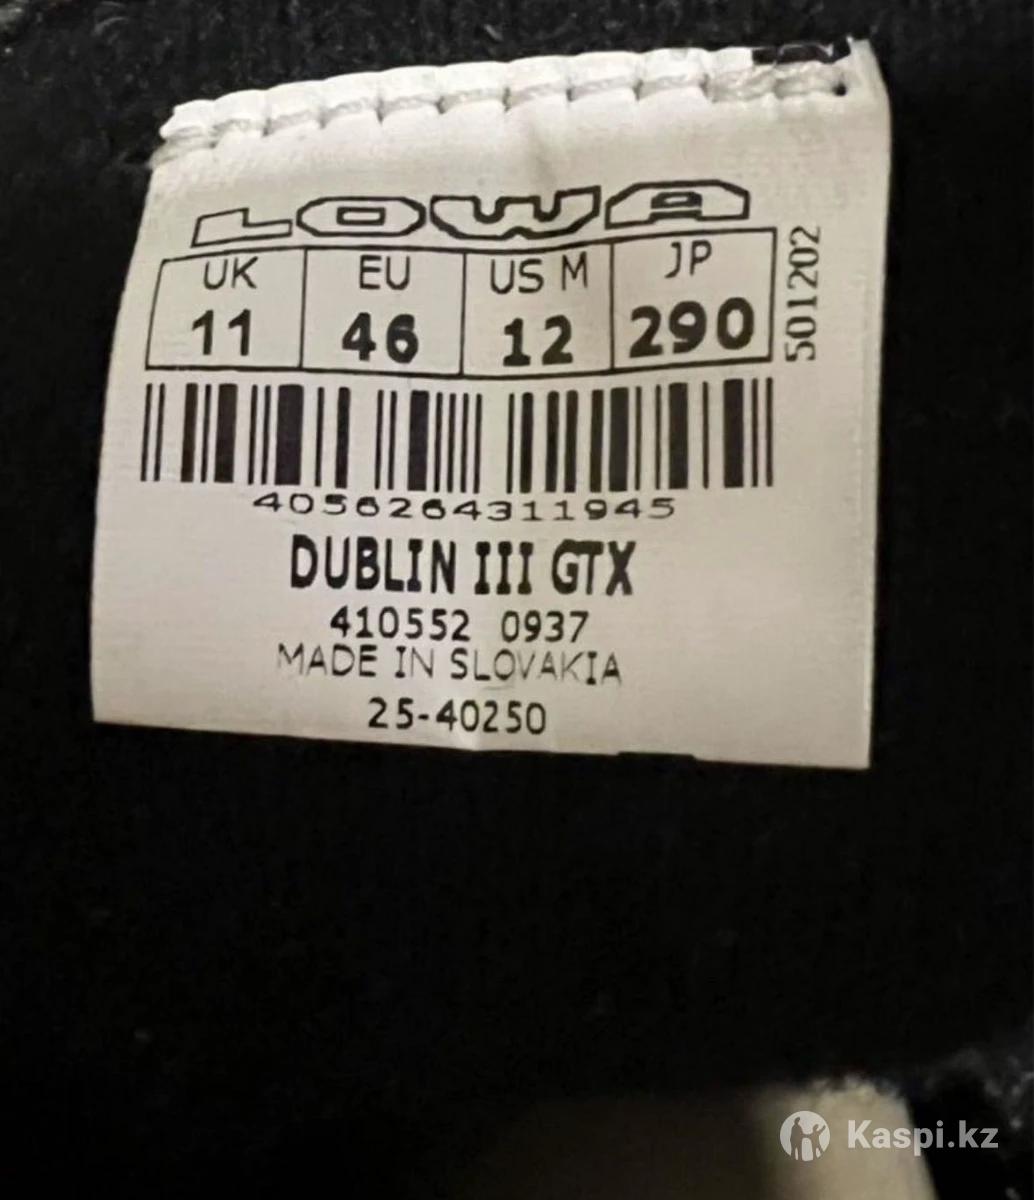 LOWA
UK EU US M JP
11 46 12 290
501202
4056264311945
DUBLIN III GTX
410552 0937
MADE IN SLOVAKIA
25-40250
Kaspi.kz